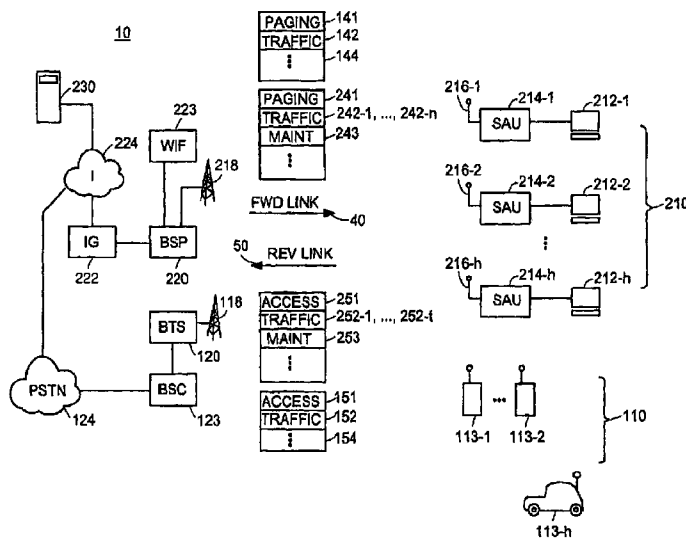 10
PAGING 141
TRAFFIC 142
144
230
223
WIF
224
I
218
IG
222
BSP
220
PAGING 241
TRAFFIC 242-1, ..., 242-n
MAINT 243
FWD LINK
40
50
REV LINK
216-1
214-1
SAU
212-1
216-2
214-2
SAU
212-2
210
216-h
214-h
SAU
212-h
118
BTS
120
BSC
123
PSTN
124
ACCESS 251
TRAFFIC 252-1, ..., 252-t
MAINT 253
ACCESS 151
TRAFFIC 152
154
113-1
113-2
110
113-h